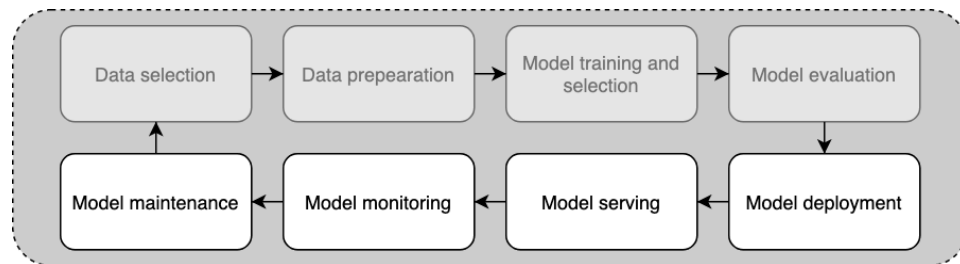 Data selection
Data prepearation
Model training and
selection
Model evaluation
Model maintenance
Model monitoring
Model serving
Model deployment